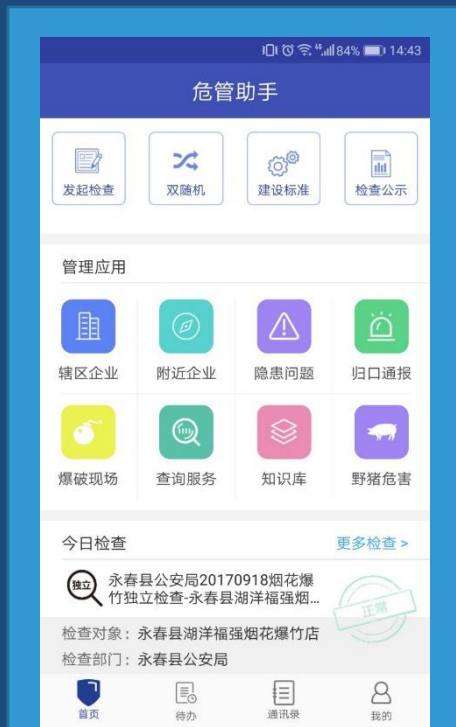 46 84% 14:43
危管助手
发起检查 双随机 建设标准 检查公示
管理应用
辖区企业 附近企业 隐患问题 归口通报
爆破现场 查询服务 知识库 野猪危害
今日检查 更多检查 >
独立
永春县公安局20170918烟花爆
竹独立检查-永春县湖洋福强烟...
正常
检查对象：永春县湖洋福强烟花爆竹店
检查部门：永春县公安局
首页 待办 通讯录 我的